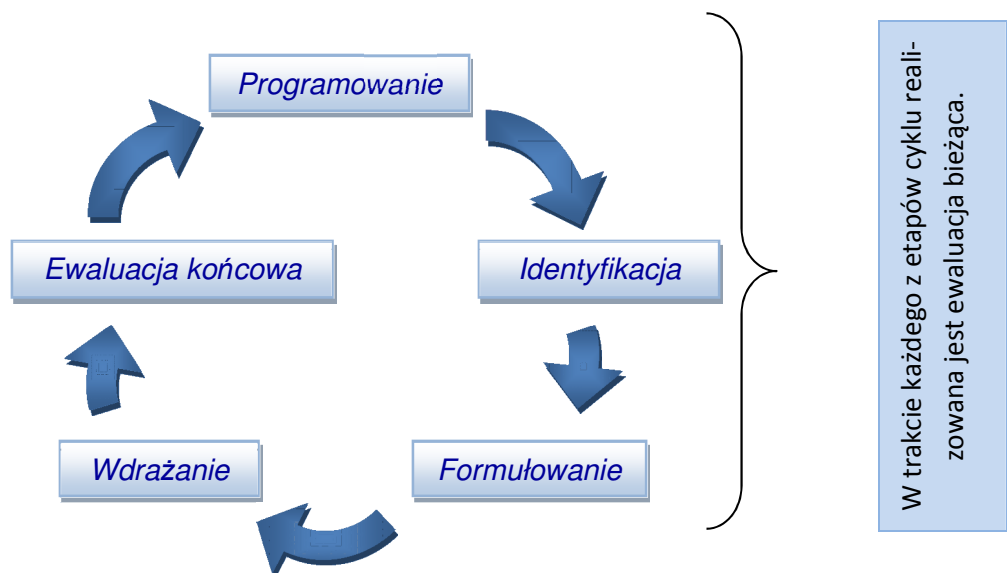 Programowanie
Ewaluacja końcowa
Identyfikacja
Wdrażanie
Formułowanie
W trakcie każdego z etapów cyklu reali-
zowana jest ewaluacja bieżąca.